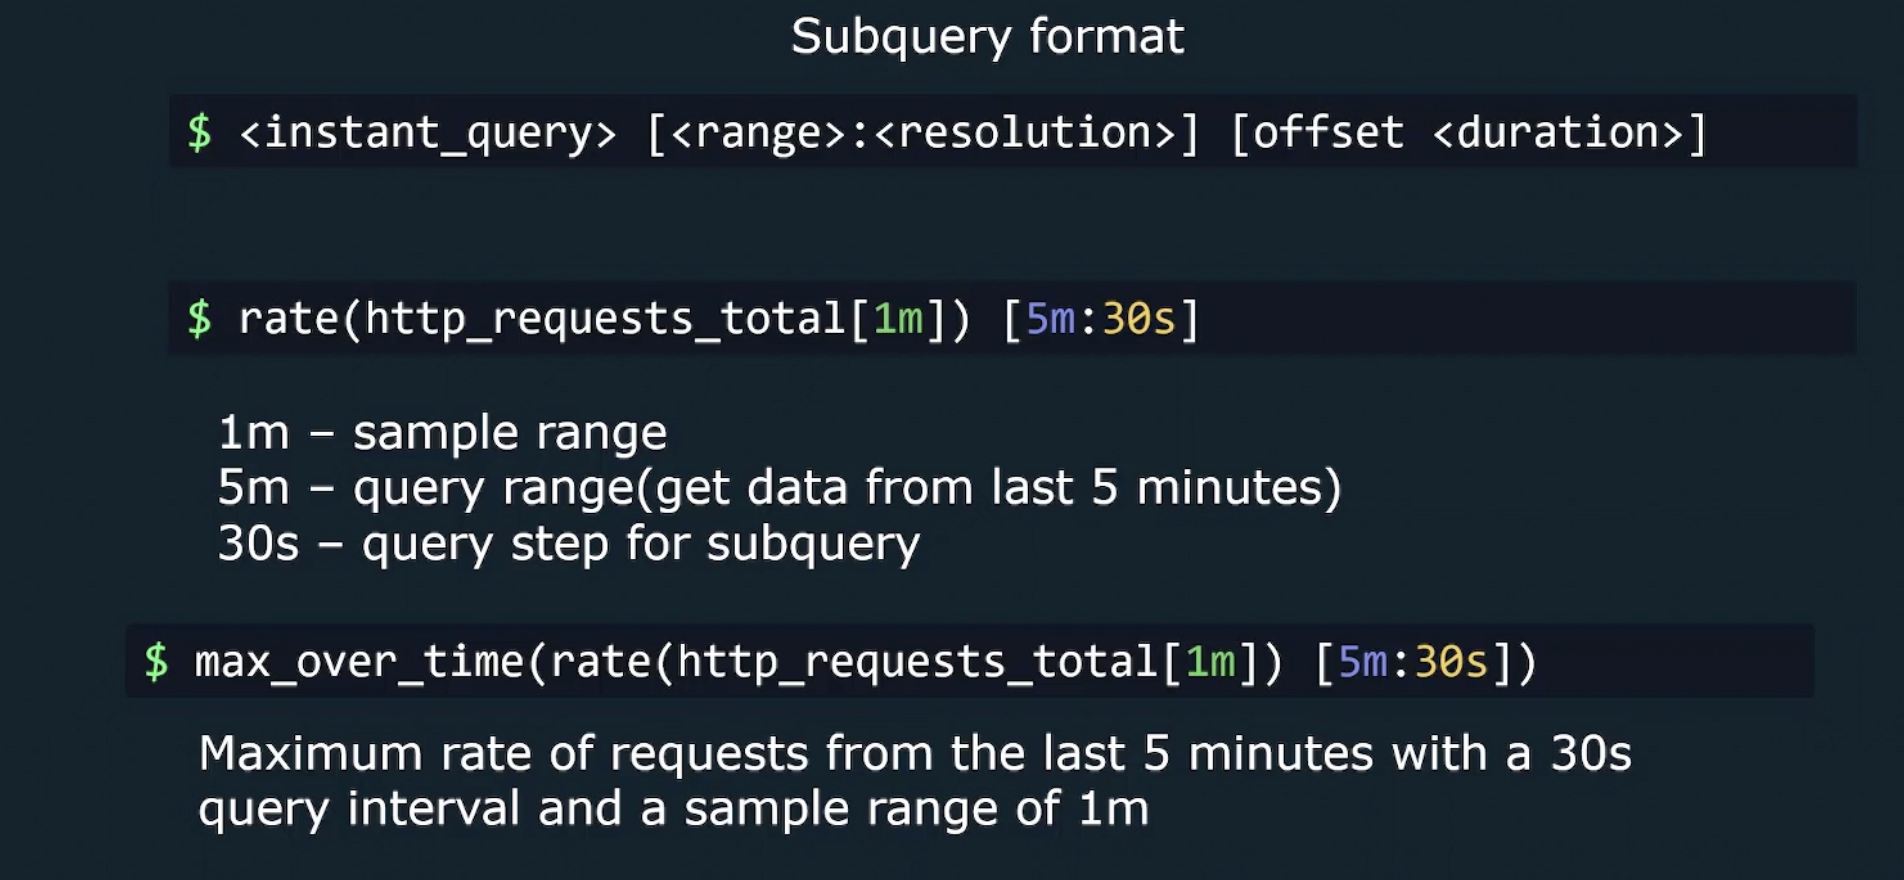 Subquery format
$ <instant_query> [<range>:<resolution>] [offset <duration>]
$ rate(http_requests_total[1m]) [5m:30s]
1m – sample range
5m – query range(get data from last 5 minutes)
30s – query step for subquery
$ max_over_time(rate(http_requests_total[1m]) [5m:30s])
Maximum rate of requests from the last 5 minutes with a 30s
query interval and a sample range of 1m